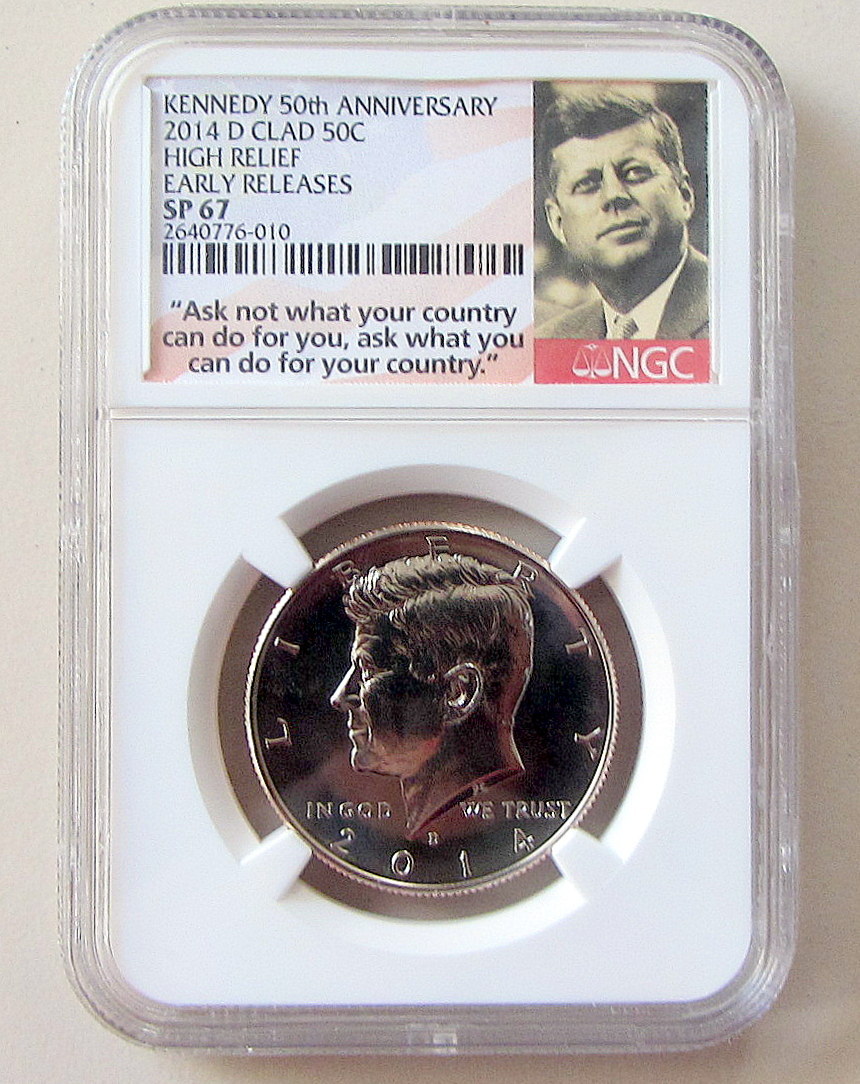 KENNEDY 50th ANNIVERSARY
2014 D CLAD 50C
HIGH RELIEF
EARLY RELEASES
SP 67
2640776-010
“Ask not what your country
can do for you, ask what you
can do for your country.”
NGC
LIBERTY
IN GOD WE TRUST
D
2014